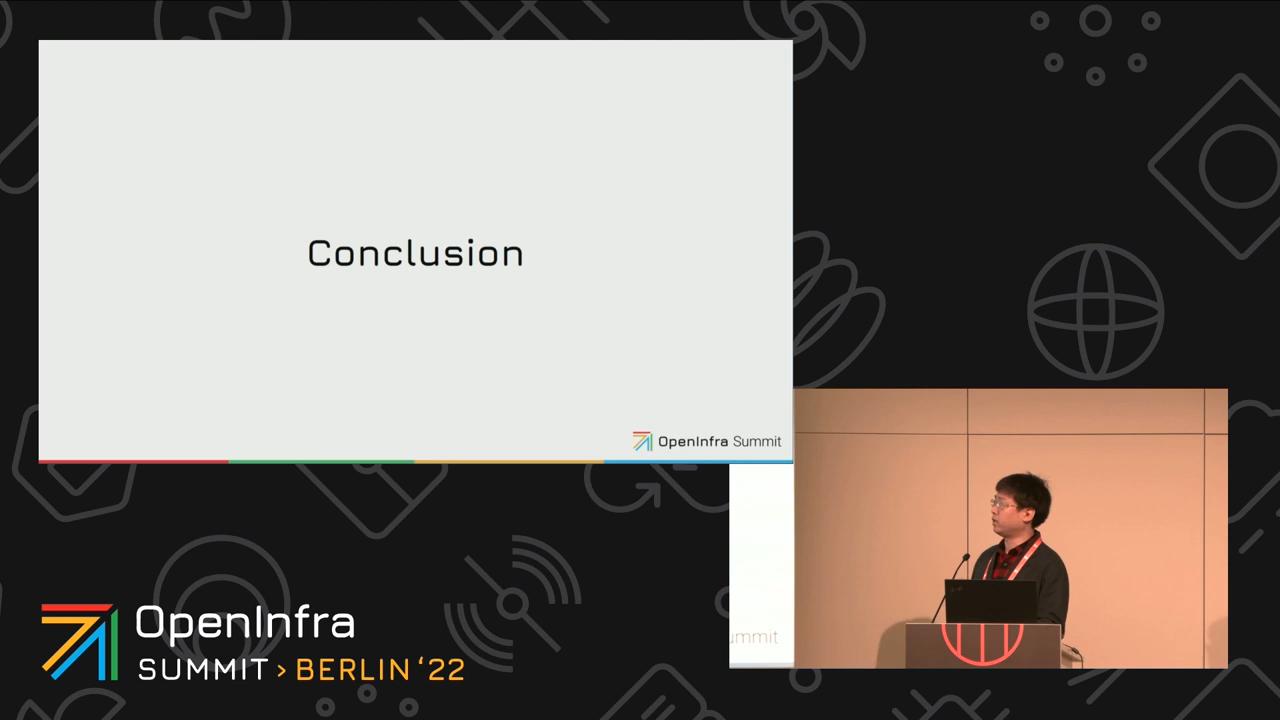 Conclusion
OpenInfra Summit
ummit
OpenInfra
SUMMIT > BERLIN ‘22